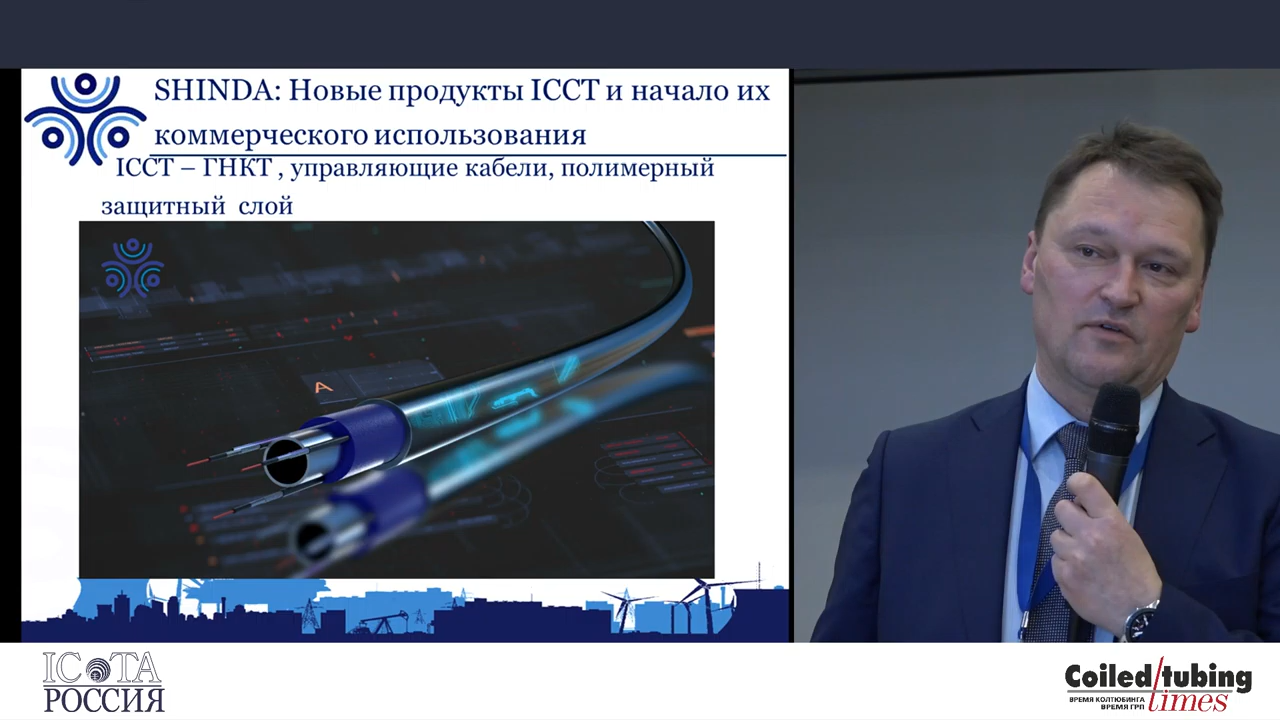 SHINDA: Новые продукты ICCT и начало их
коммерческого использования
ICCT – ГНКТ , управляющие кабели, полимерный
защитный слой
A
ICoTA
РОССИЯ
Coiled tubing
times
ВРЕМЯ КОЛТЮБИНГА
ВРЕМЯ ГРП